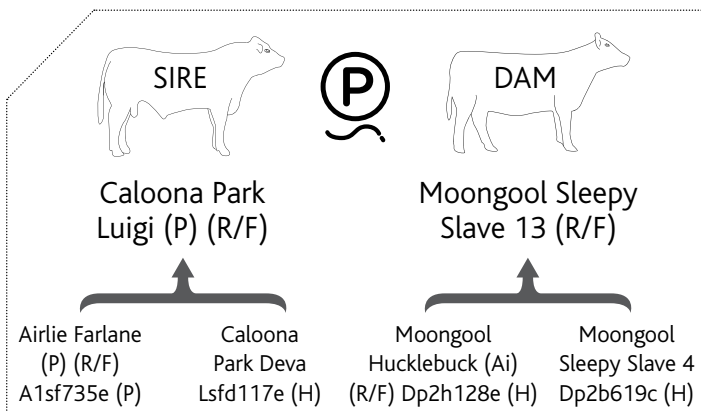 SIRE
P
DAM
Caloona Park
Luigi (P) (R/F)
Moongool Sleepy
Slave 13 (R/F)
Airlie Farlane
(P) (R/F)
A1sf735e (P)
Caloona
Park Deva
Lsfd117e (H)
Moongool
Hucklebuck (Ai)
(R/F) Dp2h128e (H)
Moongool
Sleepy Slave 4
Dp2b619c (H)